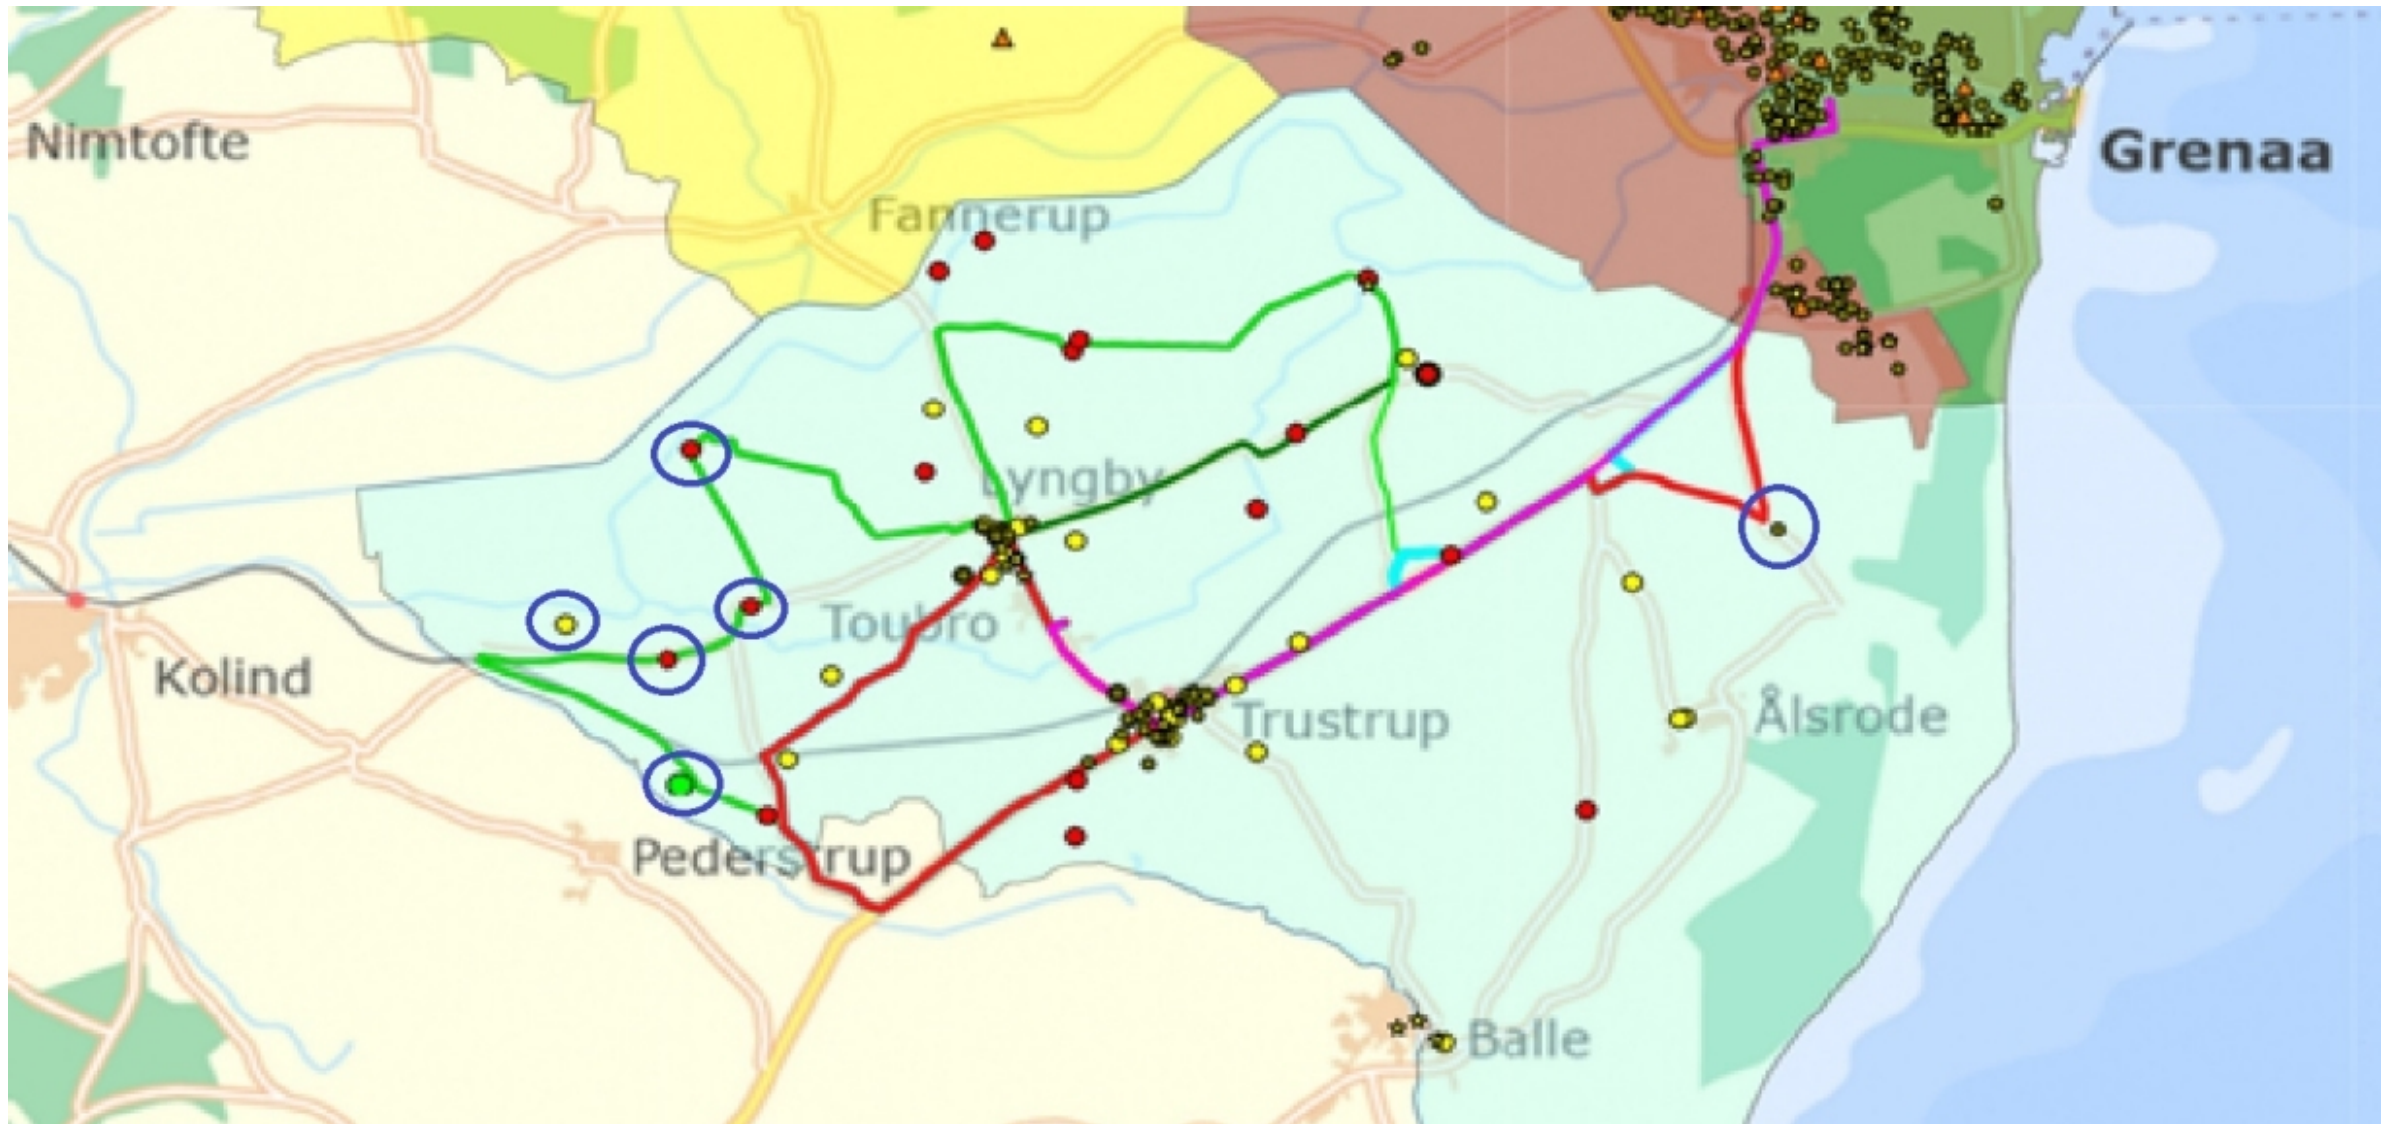 Nimtofte
Grenaa
Fannerup
Lyngby
Toubro
Kolind
Trustrup
Ålsrode
Pederstrup
Balle